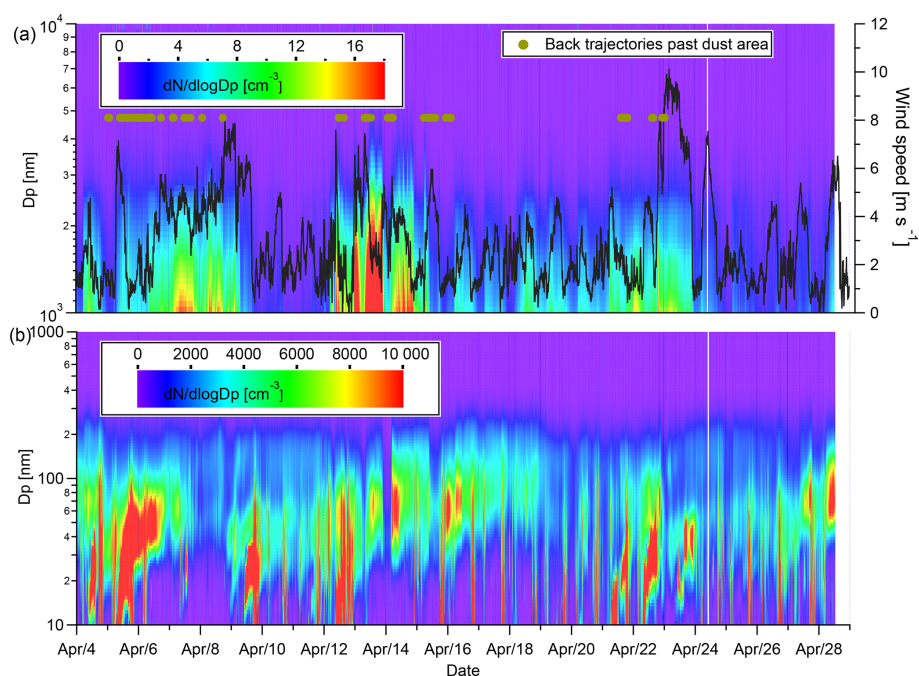 (a)
10^4
9
8
7
6
5
4
3
2
10^3
Dp [nm]
0 4 8 12 16
dN/dlogDp [cm^-3]
Back trajectories past dust area
12
10
8
6
4
2
0
Wind speed [m s^-1]
(b)
1000
8
6
4
2
100
8
6
4
2
10
Dp [nm]
0 2000 4000 6000 8000 10 000
dN/dlogDp [cm^-3]
Apr/4 Apr/6 Apr/8 Apr/10 Apr/12 Apr/14 Apr/16 Apr/18 Apr/20 Apr/22 Apr/24 Apr/26 Apr/28
Date